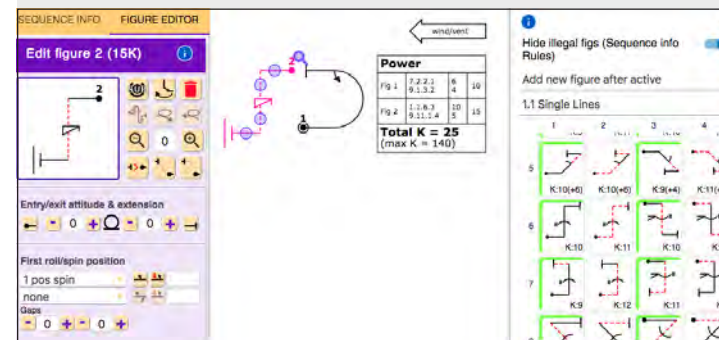 SEQUENCE INFO
FIGURE EDITOR
Edit figure 2 (15K)
2
0
Entry/exit attitude & extension
- 0 + - 0 +
First roll/spin position
1 pos spin
none
Gaps
- 0 + - 0 +
wind/vent
2
1
Power
Fig 1 7.2.2.1 6 10
9.1.3.2 4
Fig 2 1.1.6.3 10 15
9.11.1.4 5
Total K = 25
(max K = 140)
Hide illegal figs (Sequence info
Rules)
Add new figure after active
1.1 Single Lines
1 2 3 4
5
K:10(+6) K:10(+6) K:9(+4) K:11(
6
K:10 K:11 K:10
7
K:9 K:12 K:11